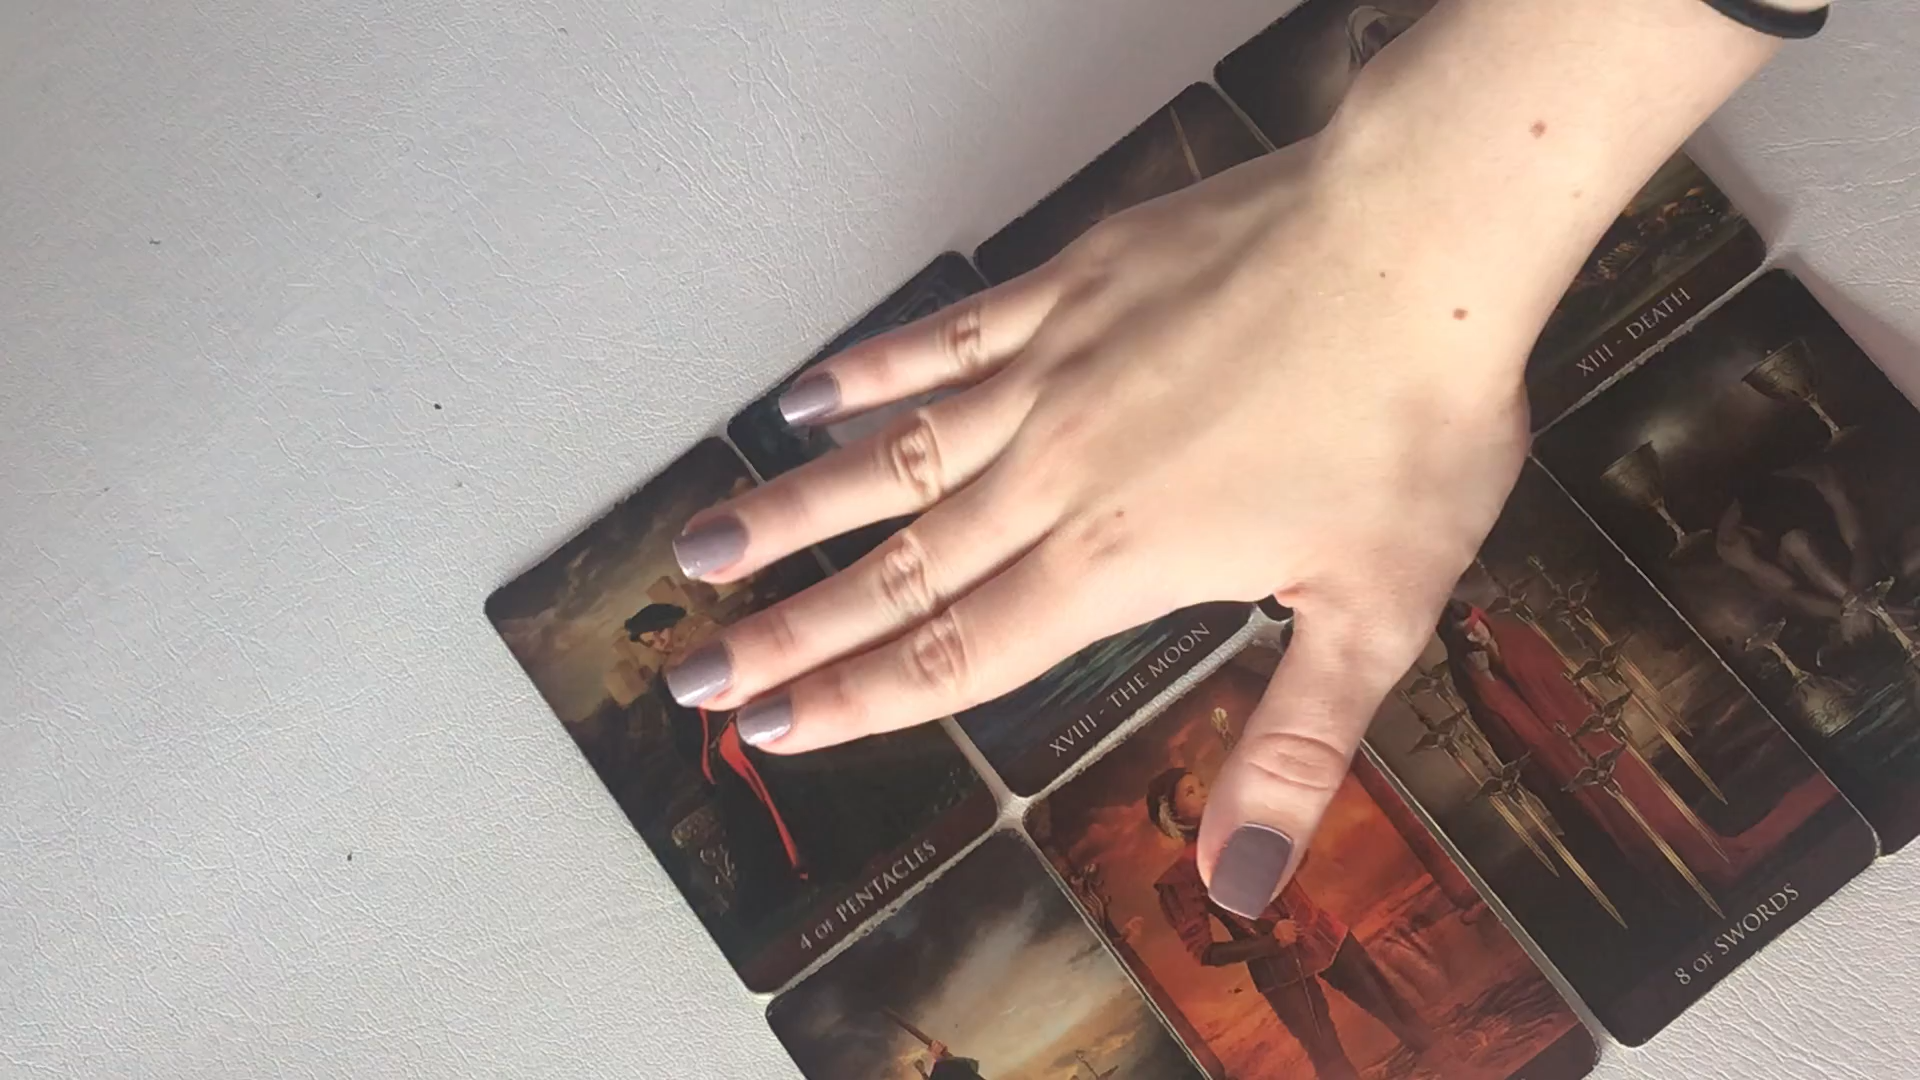 XIII - DEATH
XVIII - THE MOON
4 OF PENTACLES
8 OF SWORDS